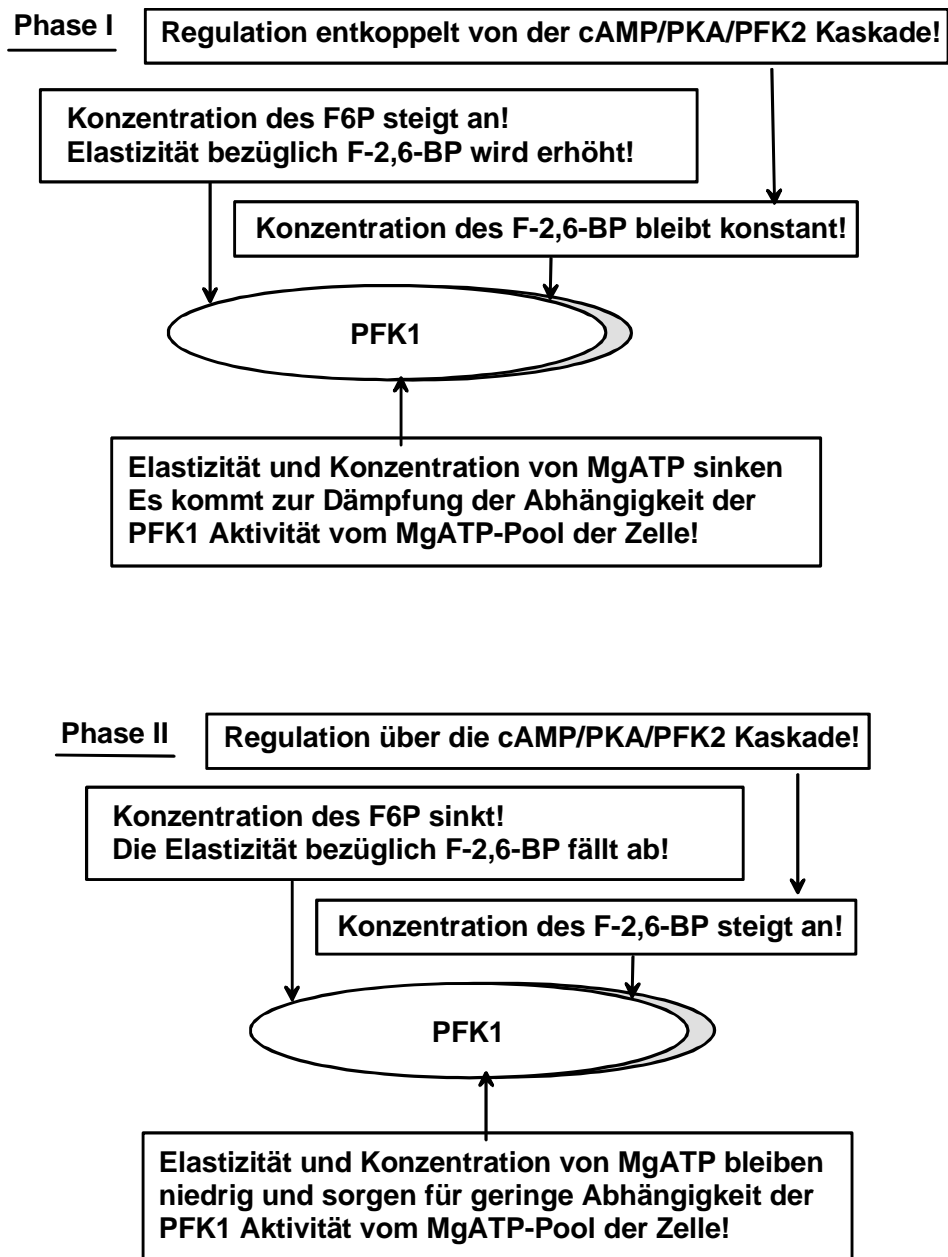 Phase I
Regulation entkoppelt von der cAMP/PKA/PFK2 Kaskade!
Konzentration des F6P steigt an!
Elastizität bezüglich F-2,6-BP wird erhöht!
Konzentration des F-2,6-BP bleibt konstant!
PFK1
Elastizität und Konzentration von MgATP sinken
Es kommt zur Dämpfung der Abhängigkeit der
PFK1 Aktivität vom MgATP-Pool der Zelle!
Phase II
Regulation über die cAMP/PKA/PFK2 Kaskade!
Konzentration des F6P sinkt!
Die Elastizität bezüglich F-2,6-BP fällt ab!
Konzentration des F-2,6-BP steigt an!
PFK1
Elastizität und Konzentration von MgATP bleiben
niedrig und sorgen für geringe Abhängigkeit der
PFK1 Aktivität vom MgATP-Pool der Zelle!